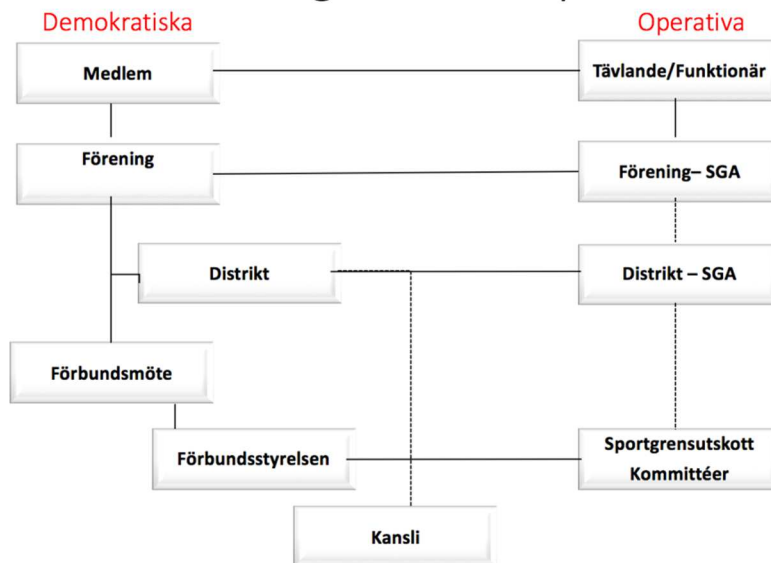 Demokratiska
Operativa
Medlem
Tävlande/Funktionär
Förening
Förening– SGA
Distrikt
Distrikt – SGA
Förbundsmöte
Förbundsstyrelsen
Sportgrensutskott
Kommittéer
Kansli